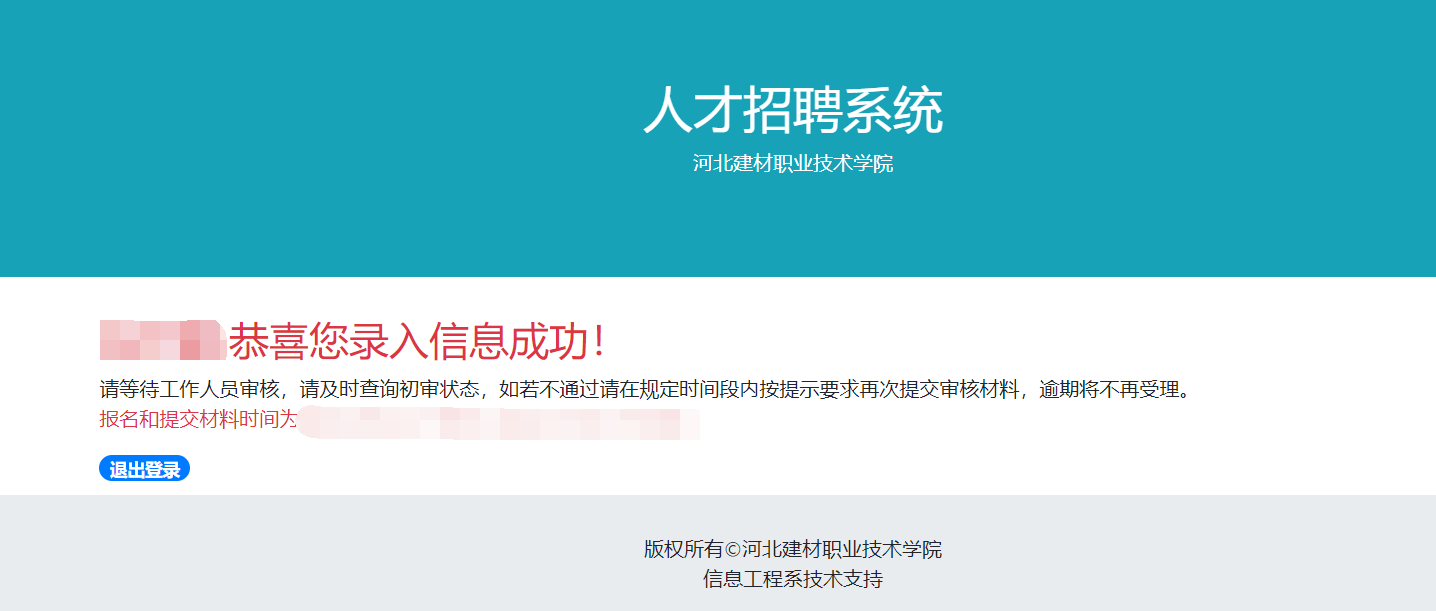 人才招聘系统
河北建材职业技术学院
恭喜您录入信息成功！
请等待工作人员审核，请及时查询初审状态，如若不通过请在规定时间段内按提示要求再次提交审核材料，逾期将不再受理。
报名和提交材料时间为
退出登录
版权所有©河北建材职业技术学院
信息工程系技术支持